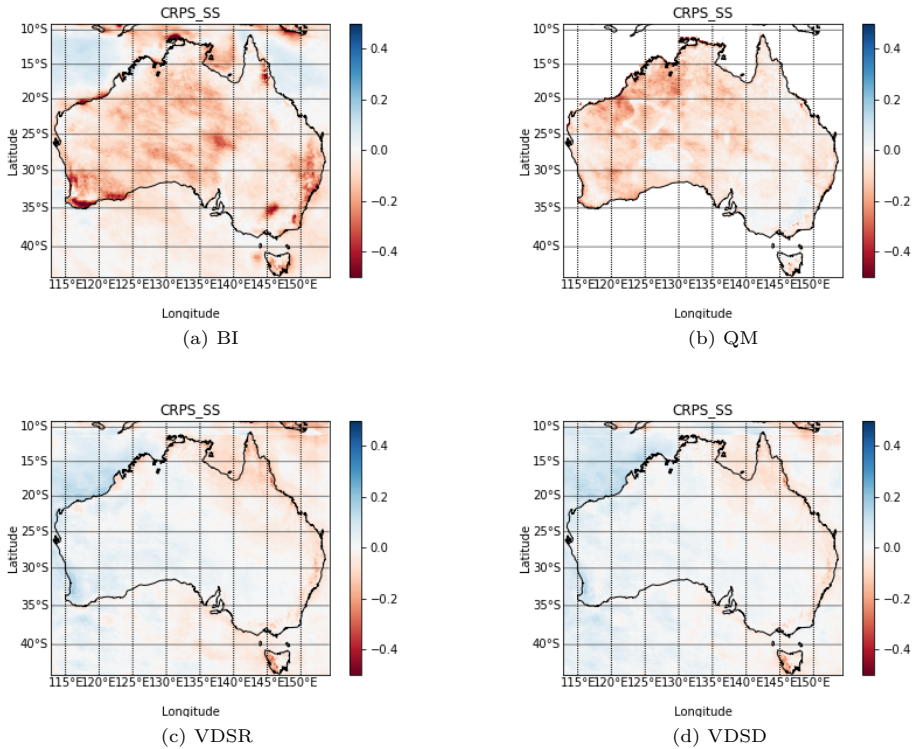 CRPS_SS CRPS_SS
10°S 10°S
0.4 0.4
15°S 15°S
20°S 0.2 20°S 0.2
Latitude 25°S 0.0 Latitude 25°S 0.0
30°S 30°S
−0.2 −0.2
35°S 35°S
40°S −0.4 40°S −0.4
115°E120°E125°E130°E135°E140°E145°E150°E 115°E120°E125°E130°E135°E140°E145°E150°E
Longitude Longitude
(a) BI (b) QM
CRPS_SS CRPS_SS
10°S 10°S
0.4 0.4
15°S 15°S
20°S 0.2 20°S 0.2
Latitude 25°S 0.0 Latitude 25°S 0.0
30°S 30°S
−0.2 −0.2
35°S 35°S
40°S −0.4 40°S −0.4
115°E120°E125°E130°E135°E140°E145°E150°E 115°E120°E125°E130°E135°E140°E145°E150°E
Longitude Longitude
(c) VDSR (d) VDSD